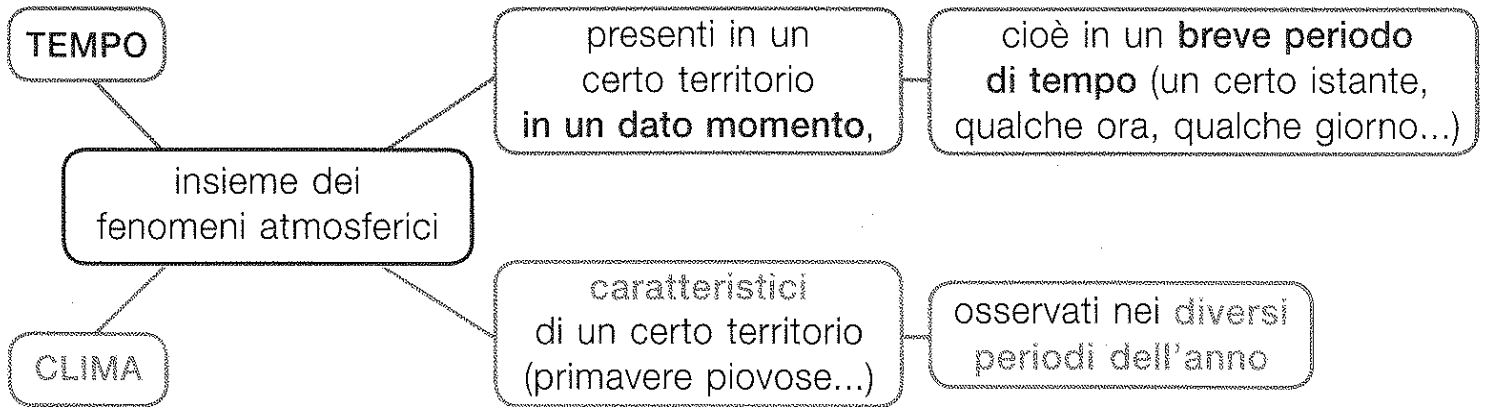 TEMPO
insieme dei
fenomeni atmosferici
presenti in un
certo territorio
in un dato momento,
cioè in un breve periodo
di tempo (un certo istante,
qualche ora, qualche giorno...)
CLIMA
caratteristici
di un certo territorio
(primavere piovose...)
osservati nei diversi
periodi dell'anno